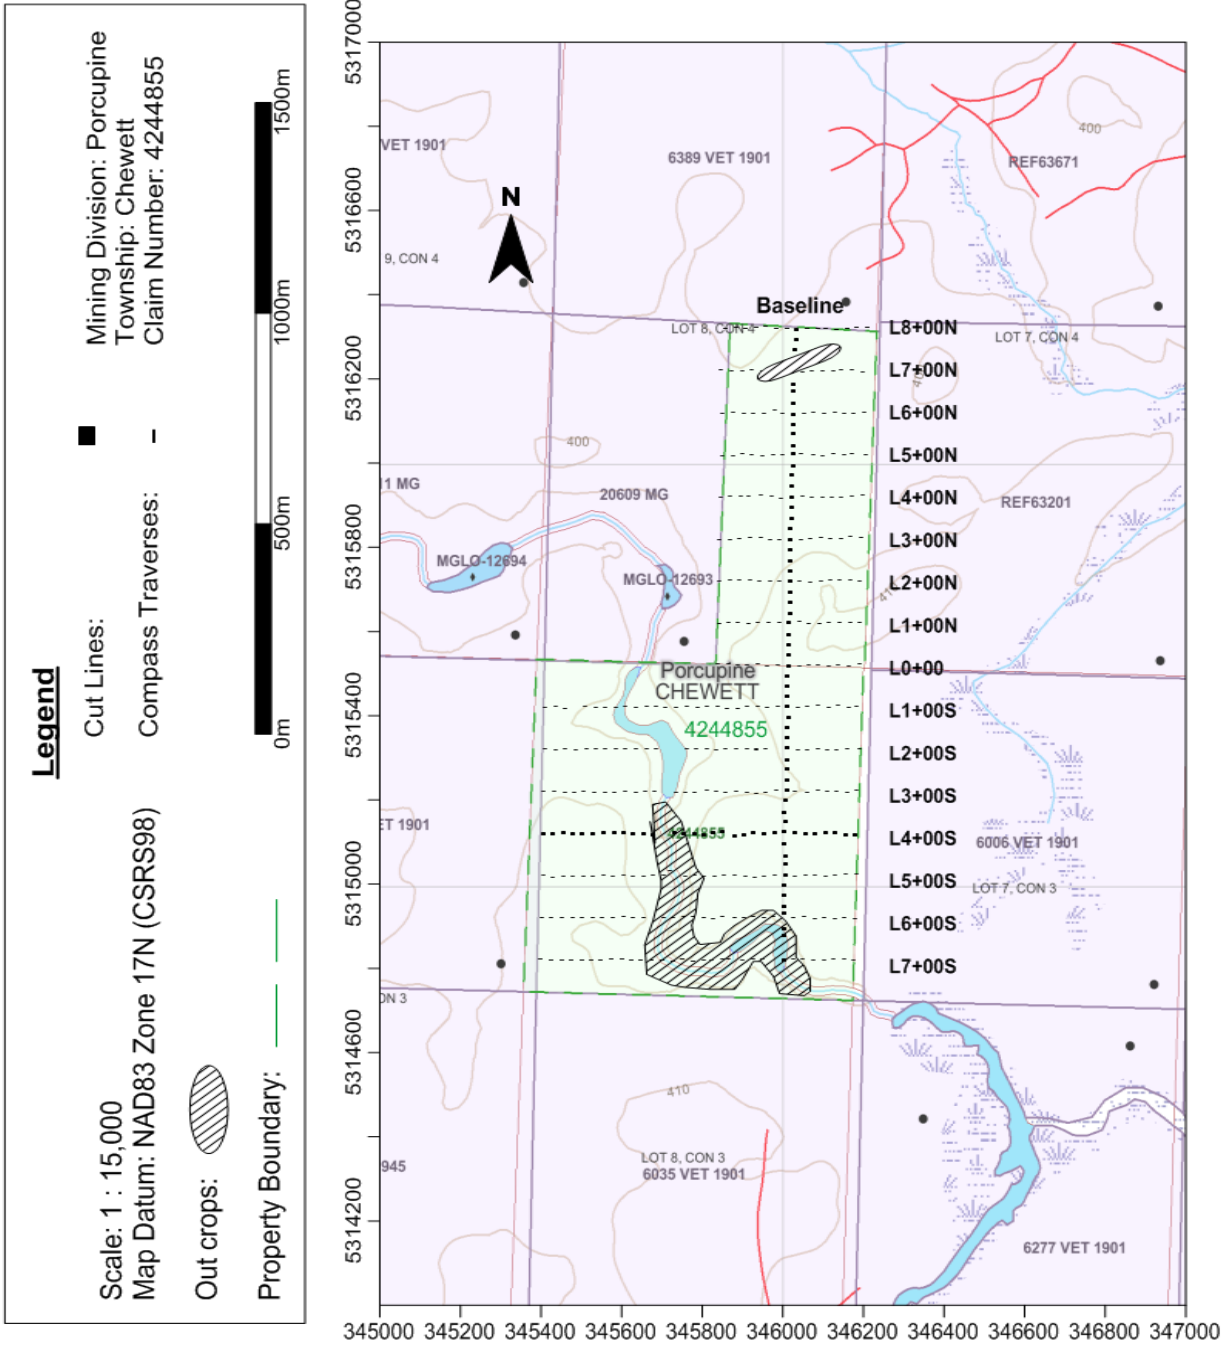 Legend
Scale: 1 : 15,000
Map Datum: NAD83 Zone 17N (CSRS98)
Out crops:
Property Boundary:
Cut Lines:
Compass Traverses:
Mining Division: Porcupine
Township: Chewett
Claim Number: 4244855
0m
500m
1000m
1500m
5317000
5316600
5316200
5315800
5315400
5315000
5314600
5314200
345000
345200
345400
345600
345800
346000
346200
346400
346600
346800
347000
N
VET 1901
6389 VET 1901
400
REF63671
9, CON 4
Baseline
LOT 8, CON 4
LOT 7, CON 4
L8+00N
L7+00N
L6+00N
L5+00N
L4+00N
L3+00N
L2+00N
L1+00N
L0+00
L1+00S
L2+00S
L3+00S
L4+00S
L5+00S
L6+00S
L7+00S
400
11 MG
20609 MG
REF63201
MGLO-12694
MGLO-12693
410
Porcupine
CHEWETT
4244855
ET 1901
4244855
6006 VET 1901
LOT 7, CON 3
ON 3
410
945
LOT 8, CON 3
6035 VET 1901
6277 VET 1901